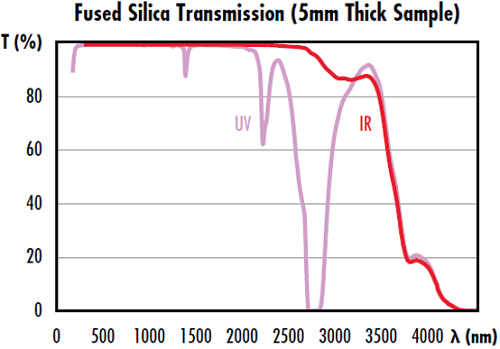 Fused Silica Transmission (5mm Thick Sample)
T (%)
80
60
40
20
0
UV
IR
0 500 1000 1500 2000 2500 3000 3500 4000 λ (nm)